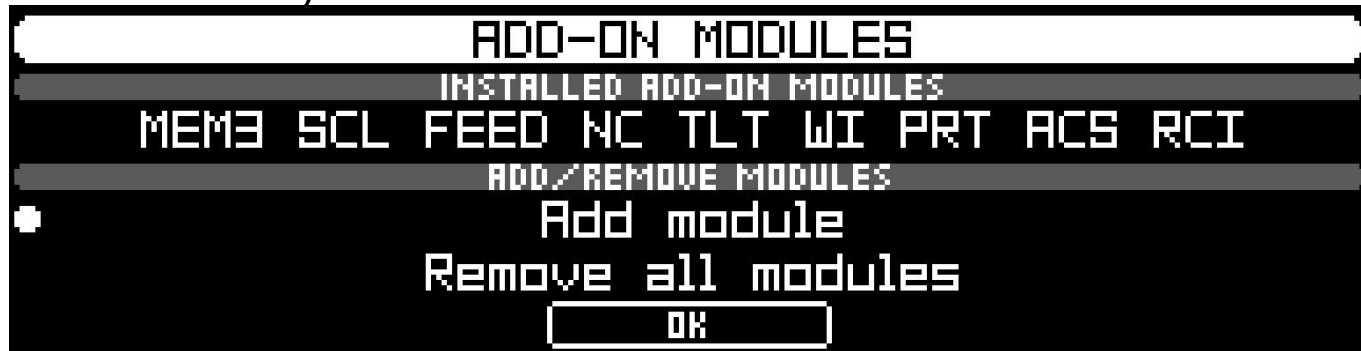 ADD-ON MODULES
INSTALLED ADD-ON MODULES
MEM3 SCL FEED NC TLT WI PRT ACS RCI
ADD/REMOVE MODULES
Add module
Remove all modules
OK